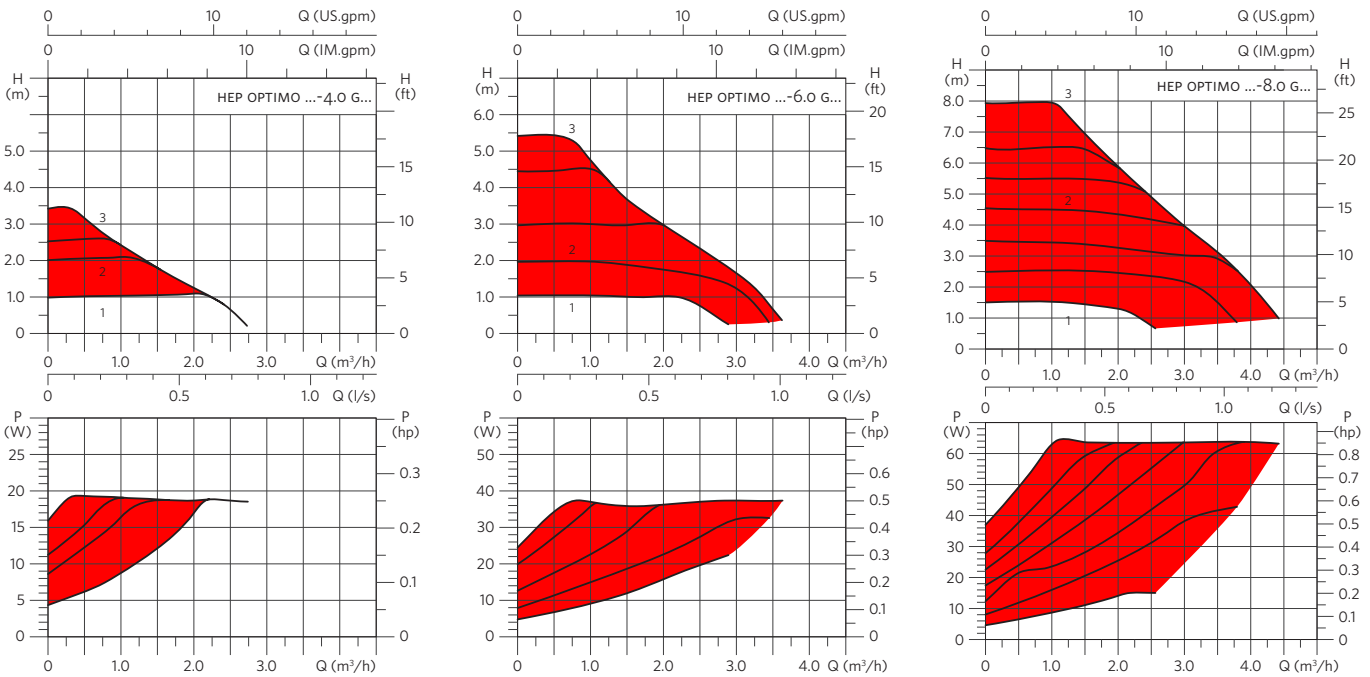 0 10 Q (US.gpm)
0 10 Q (IM.gpm)
H (m) H (ft)
HEP OPTIMO ...-4.0 G...
5.0 15
4.0
3 10
3.0
2.0 2 5
1.0 1
0 0
0 1.0 2.0 3.0 Q (m³/h)
0 0.5 1.0 Q (l/s)
P (W) P (hp)
25 0.3
20
15 0.2
10 0.1
5
0 0
0 1.0 2.0 3.0 Q (m³/h)
0 10 Q (US.gpm)
0 10 Q (IM.gpm)
H (m) H (ft)
HEP OPTIMO ...-6.0 G...
6.0 20
3
5.0 15
4.0
3.0 10
2
2.0 5
1.0 1
0 0
0 1.0 2.0 3.0 4.0 Q (m³/h)
0 0.5 1.0 Q (l/s)
P (W) P (hp)
0.6
40 0.5
30 0.4
20 0.3
0.2
10 0.1
0 0
0 1.0 2.0 3.0 4.0 Q (m³/h)
0 10 Q (US.gpm)
0 10 Q (IM.gpm)
H (m) H (ft)
HEP OPTIMO ...-8.0 G...
3
8.0 25
7.0
6.0 20
5.0 15
2
4.0
3.0 10
2.0 5
1.0 1
0 0
0 1.0 2.0 3.0 4.0 Q (m³/h)
0 0.5 1.0 Q (l/s)
P (W) P (hp)
60 0.8
0.7
50 0.6
40 0.5
30 0.4
0.3
20 0.2
10 0.1
0 0
0 1.0 2.0 3.0 4.0 Q (m³/h)